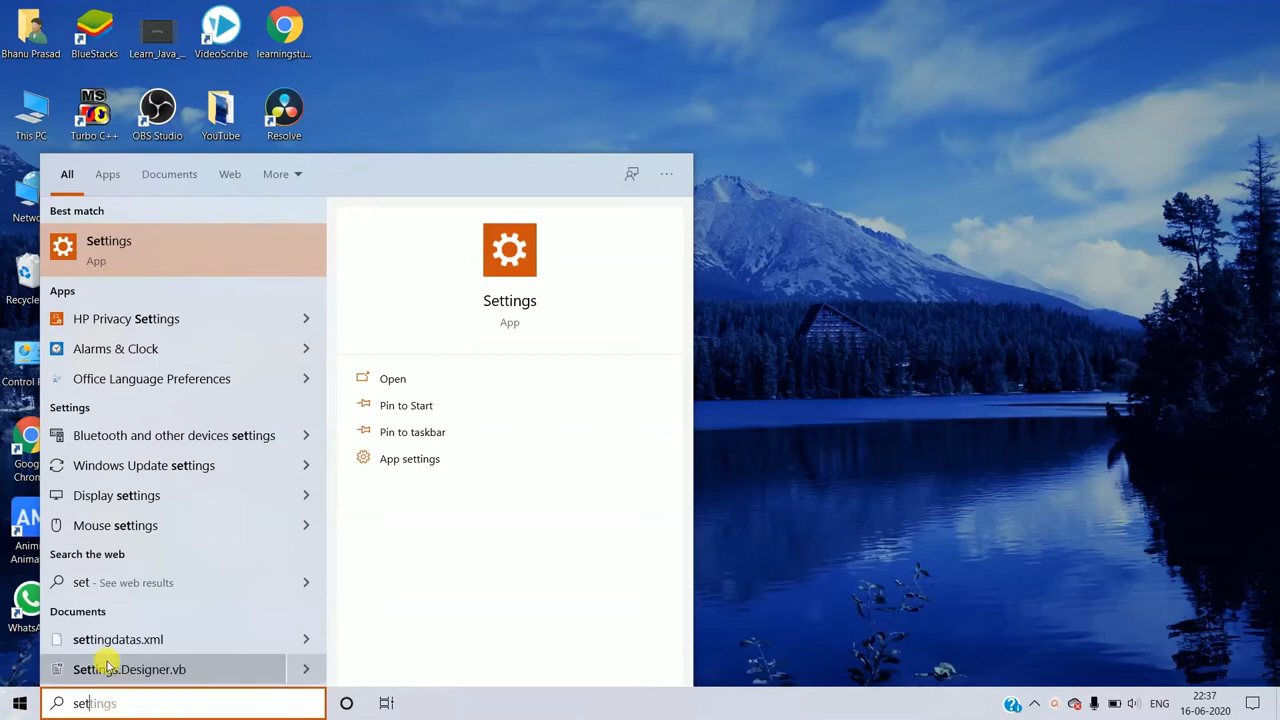 Bhanu Prasad
BlueStacks
Learn_Java_...
VideoScribe
learningstu...
This PC
MS
Turbo C++
OBS Studio
YouTube
Resolve
All
Apps
Documents
Web
More
Best match
Settings
App
Apps
HP Privacy Settings
Alarms & Clock
Office Language Preferences
Settings
Bluetooth and other devices settings
Windows Update settings
Display settings
Mouse settings
Search the web
set - See web results
Documents
settingdatas.xml
Settings.Designer.vb
settings
Settings
App
Open
Pin to Start
Pin to taskbar
App settings
ENG
22:37
16-06-2020